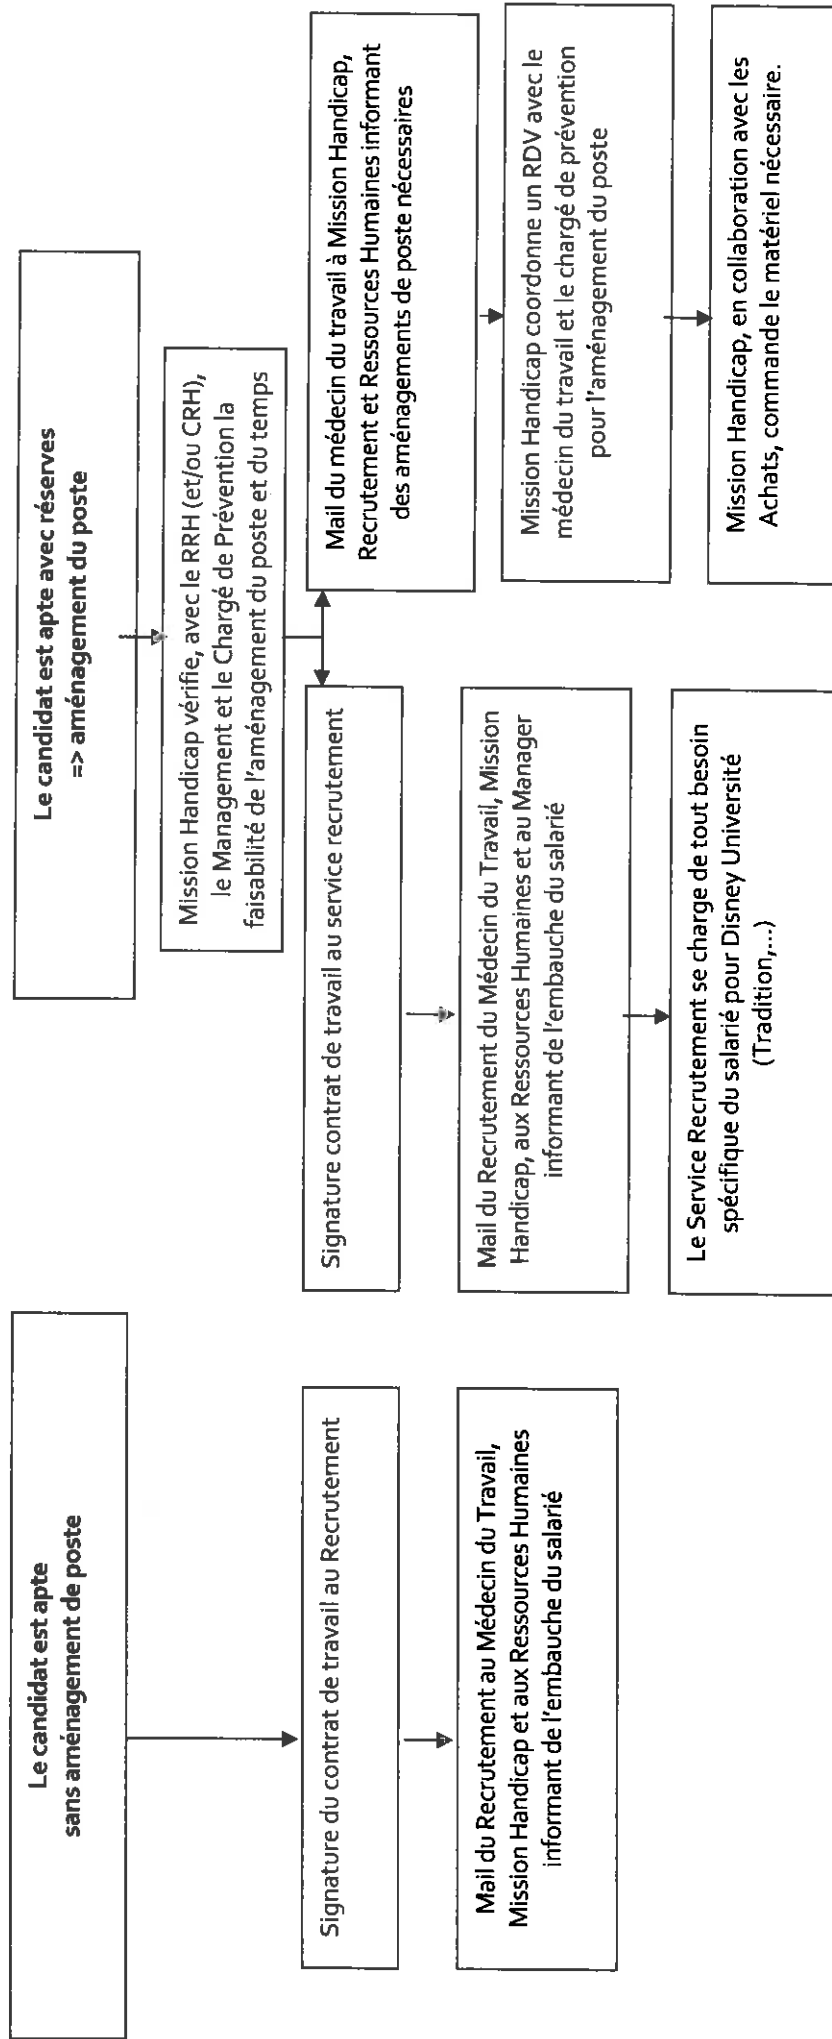 Le candidat est apte
sans aménagement de poste
Signature du contrat de travail au Recrutement
Mail du Recrutement au Médecin du Travail,
Mission Handicap et aux Ressources Humaines
informant de l'embauche du salarié
Le candidat est apte avec réserves
=> aménagement du poste
Mission Handicap vérifie, avec le RRH (et/ou CRH),
le Management et le Chargé de Prévention la
faisabilité de l'aménagement du poste et du temps
Signature contrat de travail au service recrutement
Mail du Recrutement du Médecin du Travail, Mission
Handicap, aux Ressources Humaines et au Manager
informant de l'embauche du salarié
Le Service Recrutement se charge de tout besoin
spécifique du salarié pour Disney Université
(Tradition,...)
Mail du médecin du travail à Mission Handicap,
Recrutement et Ressources Humaines informant
des aménagements de poste nécessaires
Mission Handicap coordonne un RDV avec le
médecin du travail et le chargé de prévention
pour l'aménagement du poste
Mission Handicap, en collaboration avec les
Achats, commande le matériel nécessaire.